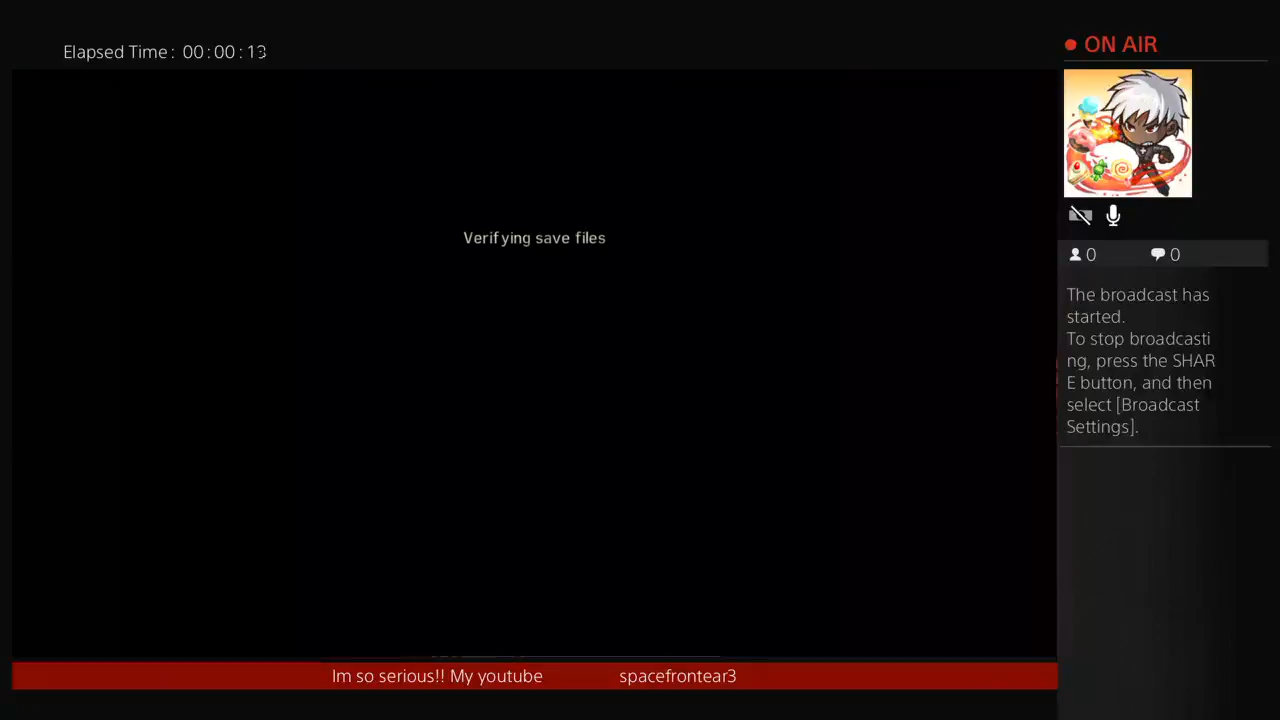 Elapsed Time: 00:00:13
ON AIR
Verifying save files
0 0
The broadcast has
started.
To stop broadcasti
ng, press the SHAR
E button, and then
select [Broadcast
Settings].
Im so serious!! My youtube spacefrontear3